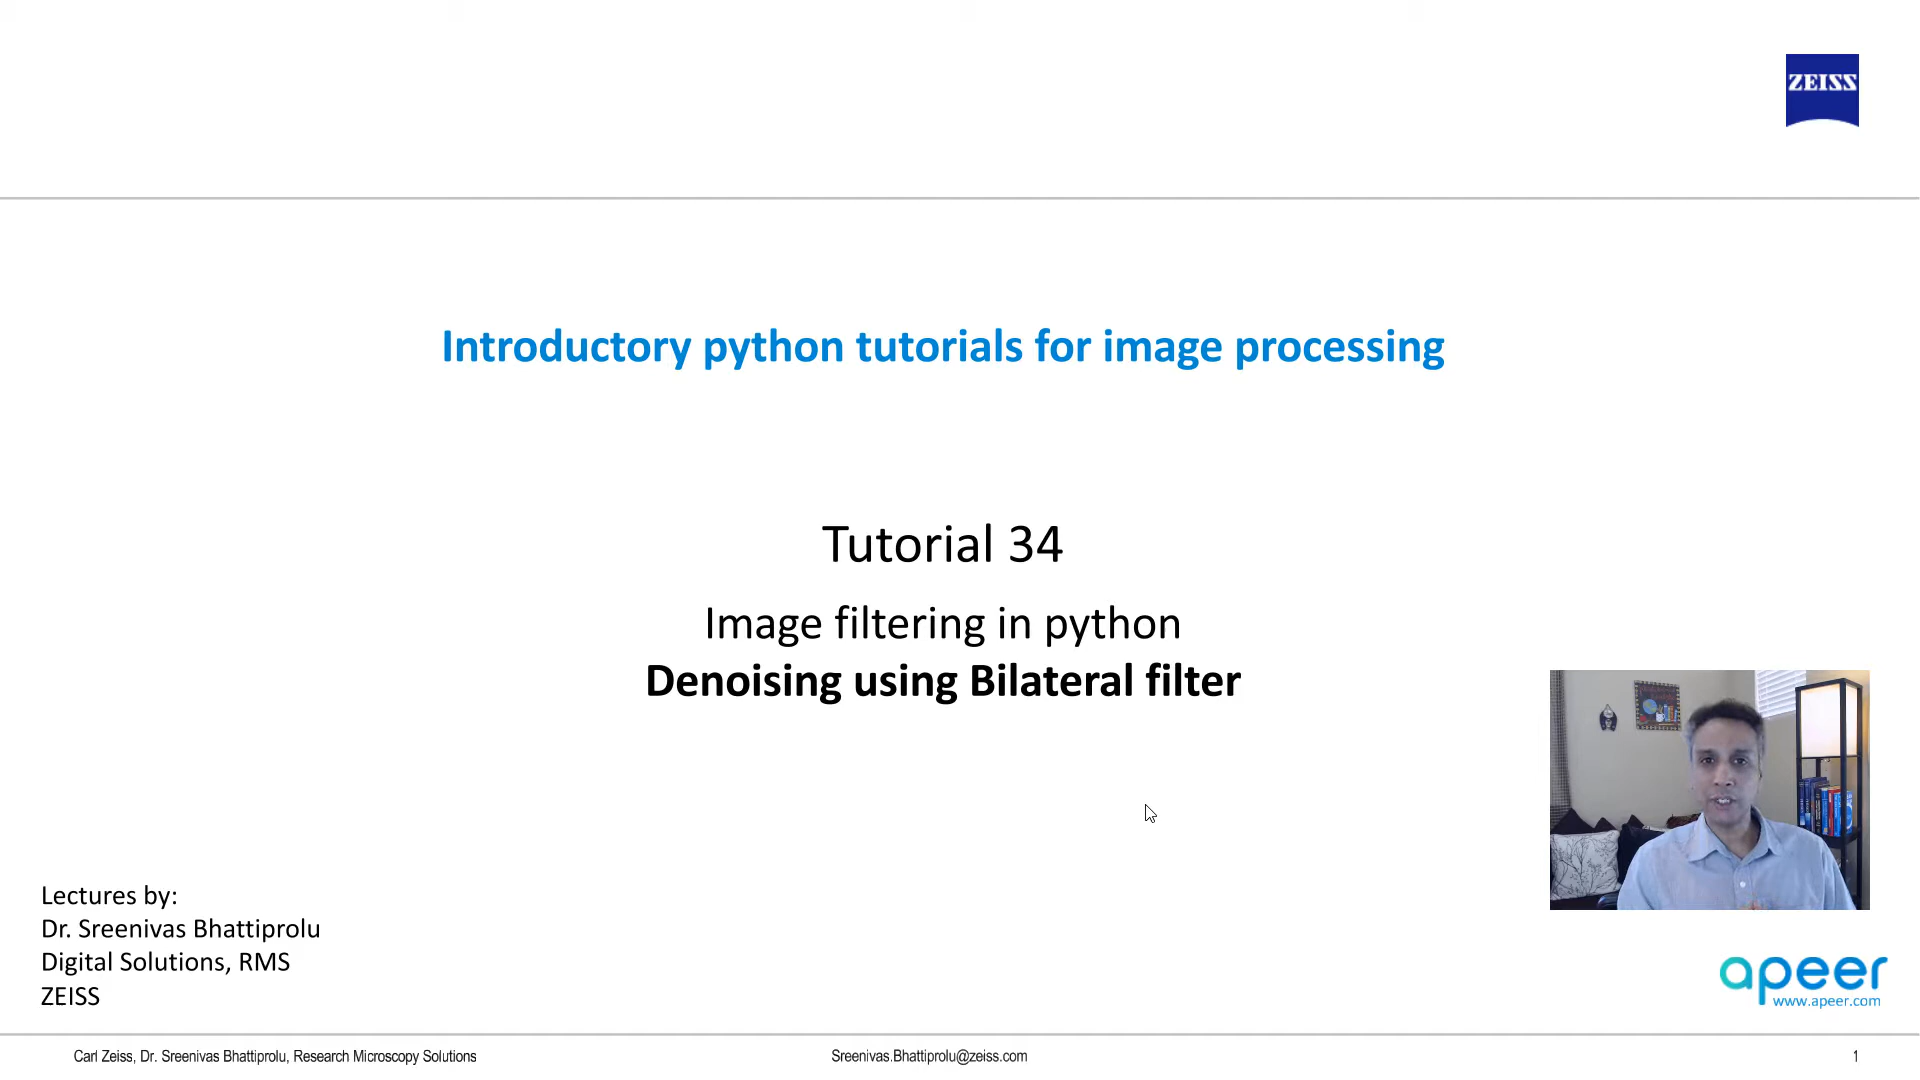 ZEISS
Introductory python tutorials for image processing
Tutorial 34
Image filtering in python
Denoising using Bilateral filter
Lectures by:
Dr. Sreenivas Bhattiprolu
Digital Solutions, RMS
ZEISS
apeer
www.apeer.com
Carl Zeiss, Dr. Sreenivas Bhattiprolu, Research Microscopy Solutions
Sreenivas.Bhattiprolu@zeiss.com
1